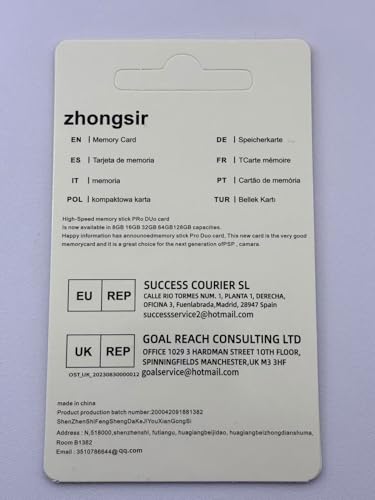 zhongsir
EN | Memory Card
DE | Speicherkarte
ES | Tarjeta de memoria
FR | TCarte mémoire
IT | memoria
PT | Cartão de memória
POL | kompaktowa karta
TUR | Bellek Kartı
High-Speed memory stick PRo DUo card
Is now available in 8GB 16GB 32GB 64GB128GB capacities.
Happy information has announoedmemory stick Pro Duo card, This new card is the very good
memorycard and it is a great choice for the next generation ofPSP , camara.
EU REP
SUCCESS COURIER SL
CALLE RIO TORMES NUM. 1, PLANTA 1, DERECHA,
OFICINA 3, Fuenlabrada,Madrid, 28947 Spain
successservice2@hotmail.com
UK REP
GOAL REACH CONSULTING LTD
OFFICE 1029 3 HARDMAN STREET 10TH FLOOR,
SPINNINGFIELDS MANCHESTER,UK M3 3HF
OST_UK_20230830000012
goalservice@hotmail.com
made in china
Product production batch number:200042091881382
ShenZhenShiFengShengDaKeJiYouXianGongSi
Address : N,518000,shenzhenshi, futianqu, huaqiangbeijidao, huaqiangbeizhongdianshuma,
Room B1382
Email : 3510786644@qq.com